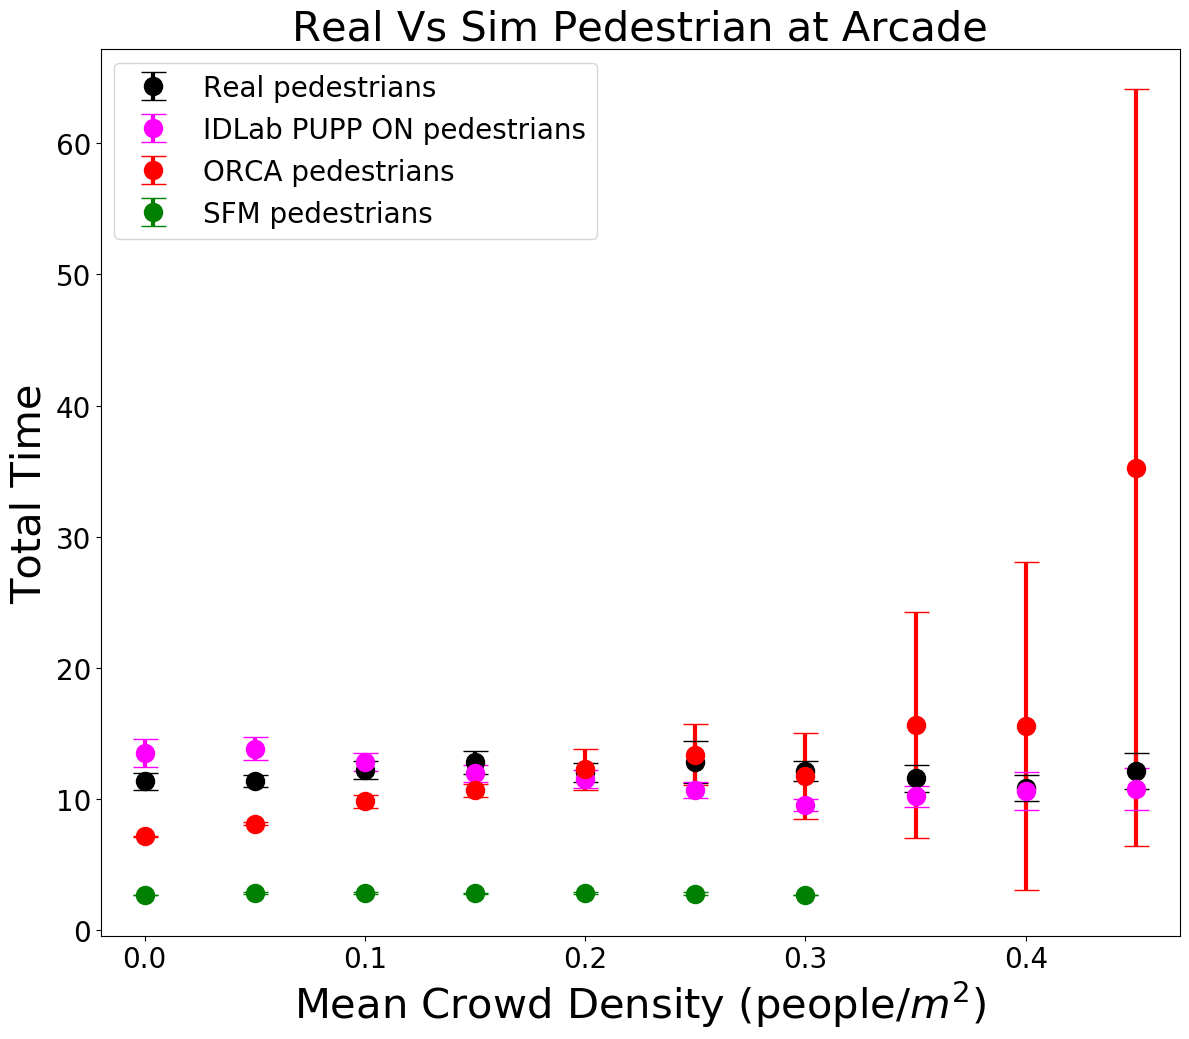 Real Vs Sim Pedestrian at Arcade
Real pedestrians
IDLab PUPP ON pedestrians
ORCA pedestrians
SFM pedestrians
Total Time
60
50
40
30
20
10
0
0.0 0.1 0.2 0.3 0.4
Mean Crowd Density (people/m²)